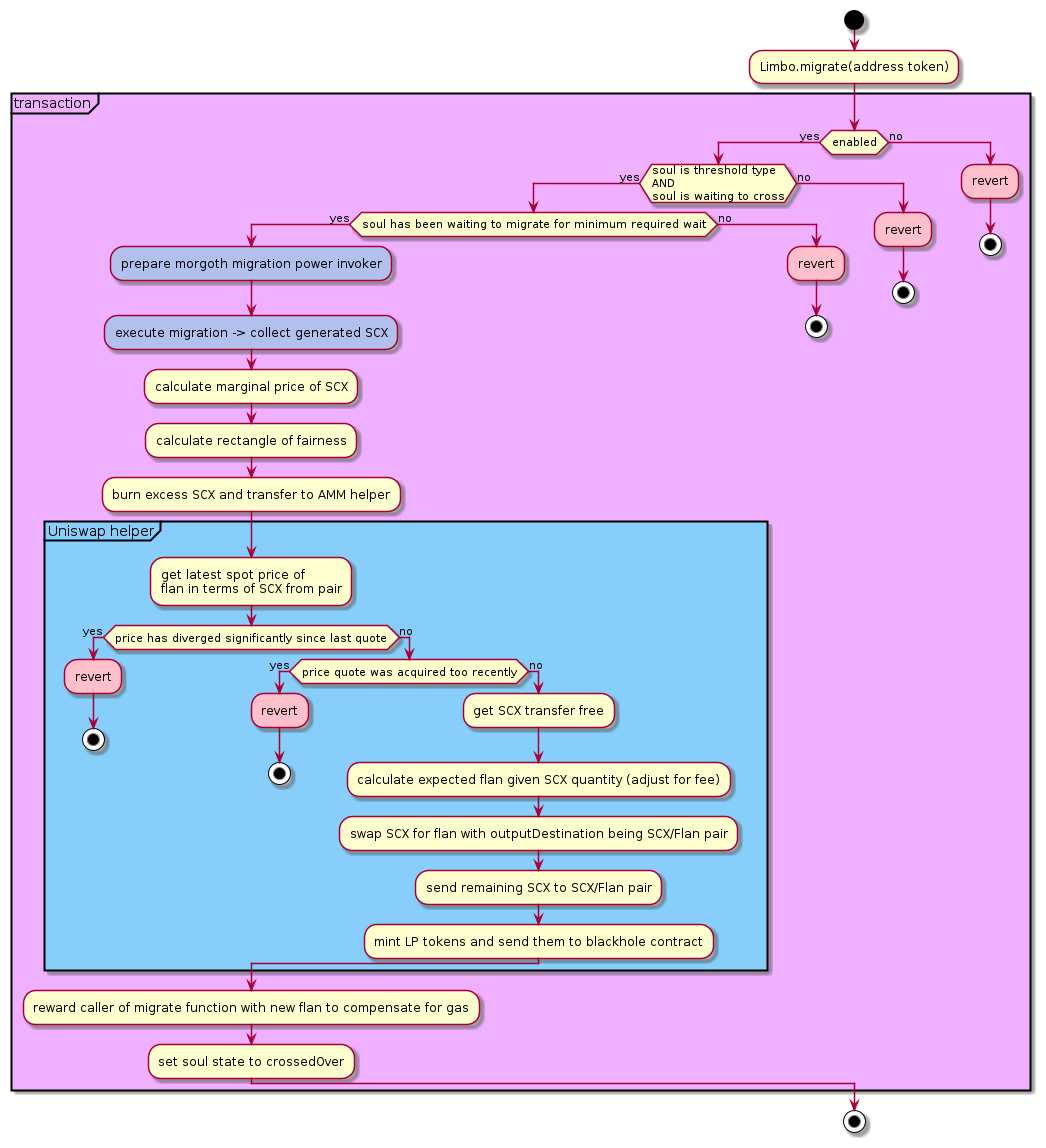 Limbo.migrate(address token)
transaction
yes
enabled
no
revert
yes
soul is threshold type
AND
soul is waiting to cross
no
revert
yes
soul has been waiting to migrate for minimum required wait
no
revert
prepare morgoth migration power invoker
execute migration -> collect generated SCX
calculate marginal price of SCX
calculate rectangle of fairness
burn excess SCX and transfer to AMM helper
Uniswap helper
get latest spot price of
flan in terms of SCX from pair
yes
price has diverged significantly since last quote
no
revert
yes
price quote was acquired too recently
no
revert
get SCX transfer free
calculate expected flan given SCX quantity (adjust for fee)
swap SCX for flan with outputDestination being SCX/Flan pair
send remaining SCX to SCX/Flan pair
mint LP tokens and send them to blackhole contract
reward caller of migrate function with new flan to compensate for gas
set soul state to crossedOver